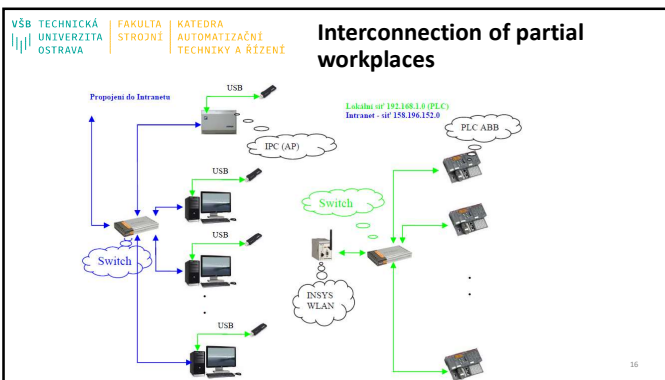 VŠB TECHNICKÁ
UNIVERZITA
OSTRAVA
FAKULTA
STROJNÍ
KATEDRA
AUTOMATIZAČNÍ
TECHNIKY A ŘÍZENÍ
Interconnection of partial
workplaces
Propojení do Intranetu
USB
IPC (AP)
USB
USB
USB
Switch
Lokální síť 192.168.1.0 (PLC)
Intranet - síť 158.196.152.0
PLC ABB
Switch
INSYS
WLAN
16